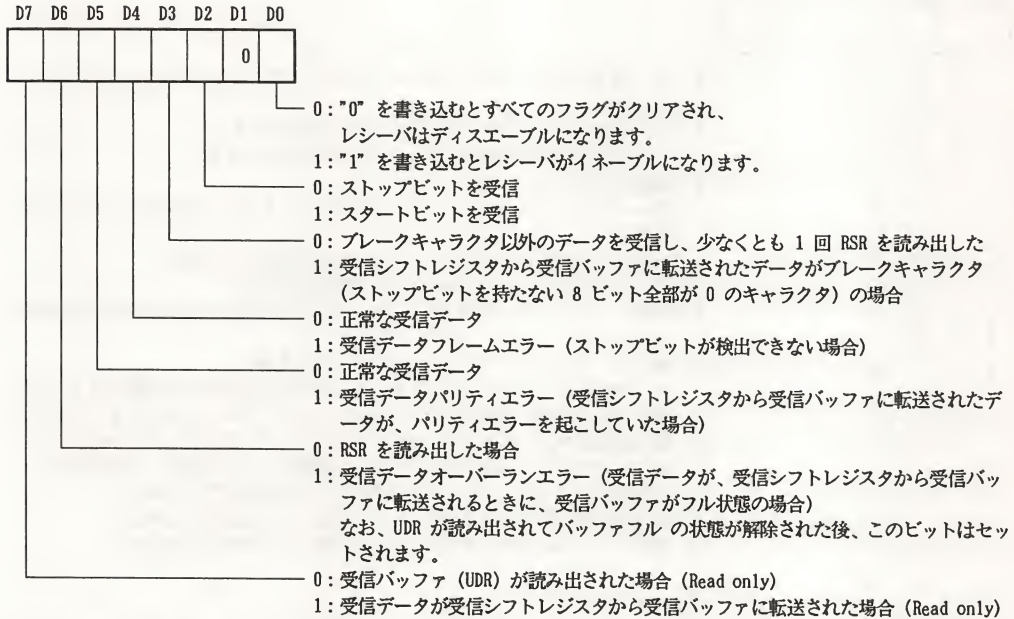 D7 D6 D5 D4 D3 D2 D1 D0
0
0:"0" を書き込むとすべてのフラグがクリアされ、
レシーバはディスエーブルになります。
1:"1" を書き込むとレシーバがイネーブルになります。
0:ストップビットを受信
1:スタートビットを受信
0:ブレークキャラクタ以外のデータを受信し、少なくとも 1 回 RSR を読み出した
1:受信シフトレジスタから受信バッファに転送されたデータがブレークキャラクタ
(ストップビットを持たない 8 ビット全部が 0 のキャラクタ)の場合
0:正常な受信データ
1:受信データフレームエラー(ストップビットが検出できない場合)
0:正常な受信データ
1:受信データパリティエラー(受信シフトレジスタから受信バッファに転送されたデ
ータが、パリティエラーを起こしていた場合)
0:RSR を読み出した場合
1:受信データオーバーランエラー(受信データが、受信シフトレジスタから受信バッ
ファに転送されるときに、受信バッファがフル状態の場合)
なお、UDR が読み出されてバッファフル の状態が解除された後、このビットはセッ
トされます。
0:受信バッファ(UDR)が読み出された場合(Read only)
1:受信データが受信シフトレジスタから受信バッファに転送された場合(Read only)